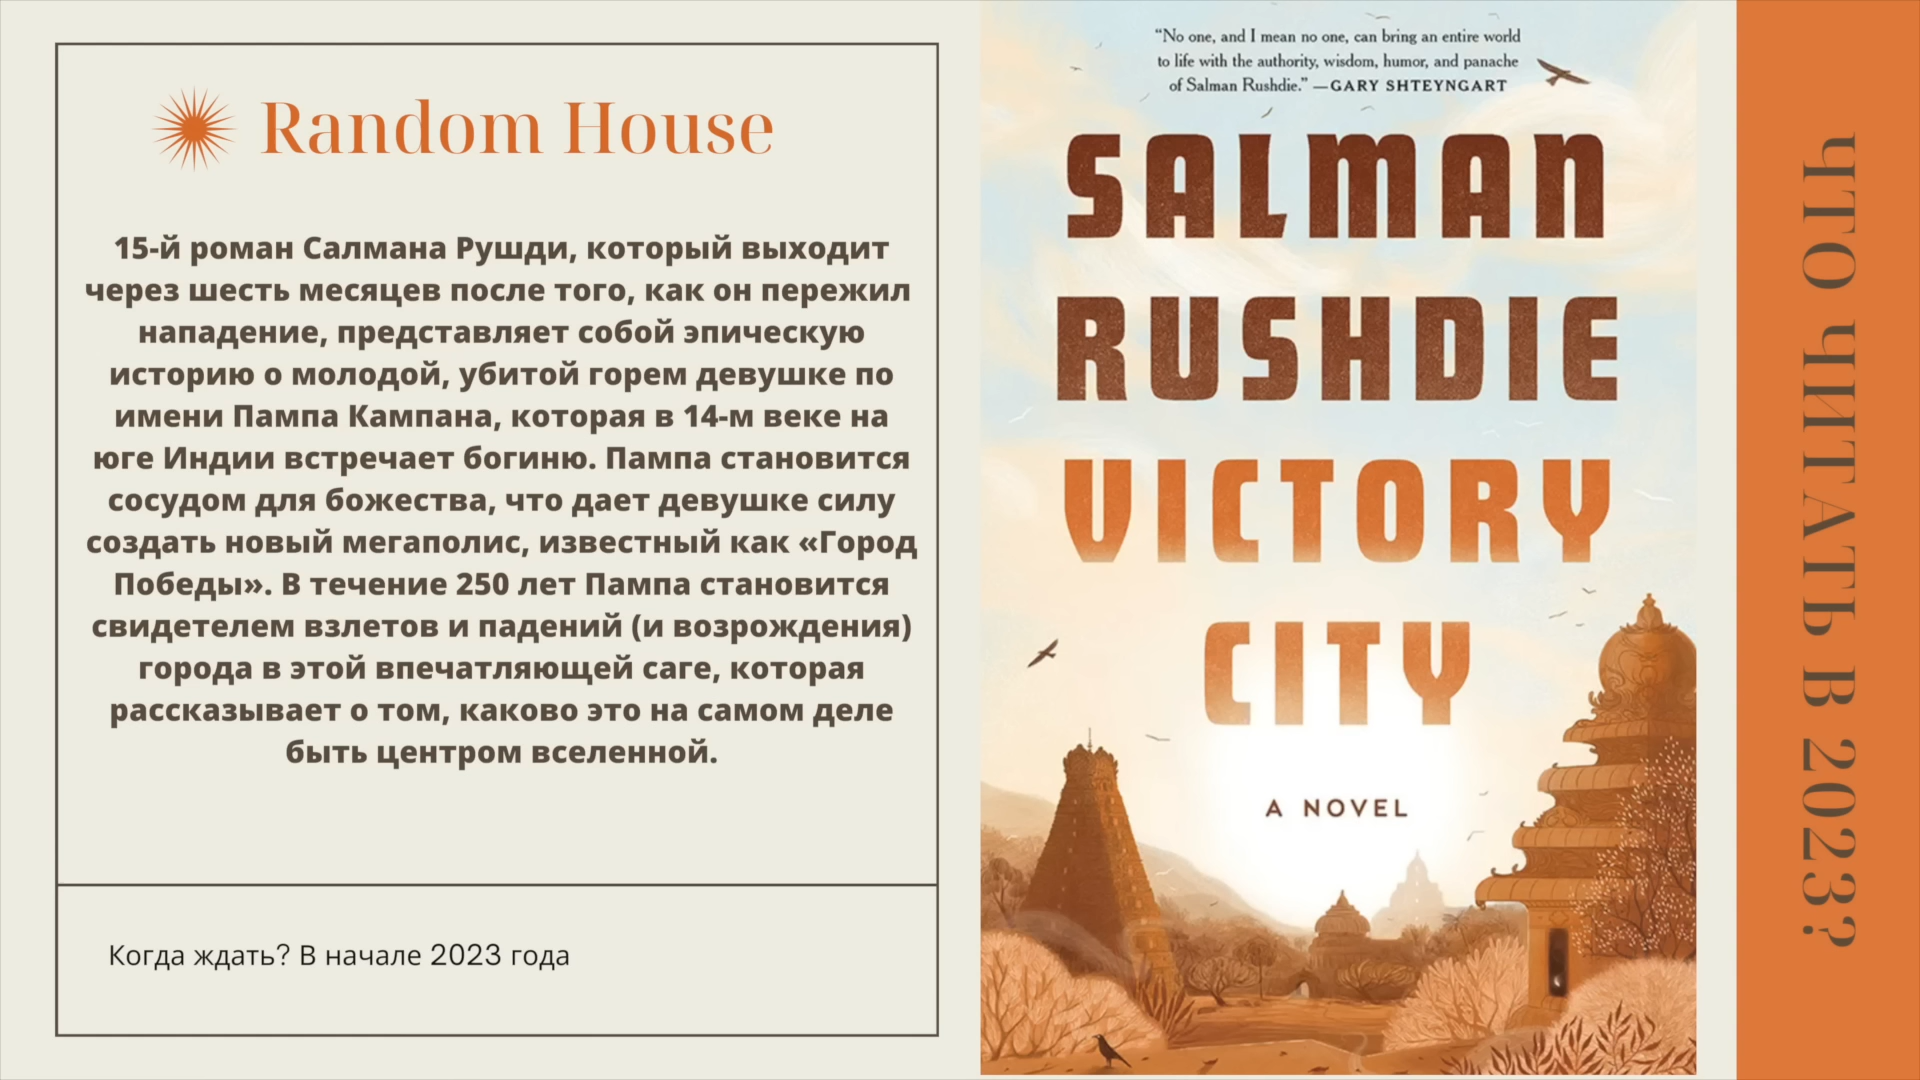 Random House
15-й роман Салмана Рушди, который выходит
через шесть месяцев после того, как он пережил
нападение, представляет собой эпическую
историю о молодой, убитой горем девушке по
имени Пампа Кампана, которая в 14-м веке на
юге Индии встречает богиню. Пампа становится
сосудом для божества, что дает девушке силу
создать новый мегаполис, известный как «Город
Победы». В течение 250 лет Пампа становится
свидетелем взлетов и падений (и возрождения)
города в этой впечатляющей саге, которая
рассказывает о том, каково это на самом деле
быть центром вселенной.
Когда ждать? В начале 2023 года
“No one, and I mean no one, can bring an entire world
to life with the authority, wisdom, humor, and panache
of Salman Rushdie.” —GARY SHTEYNGART
SALMAN
RUSHDIE
VICTORY
CITY
A NOVEL
ЧТО ЧИТАТЬ В 2023?